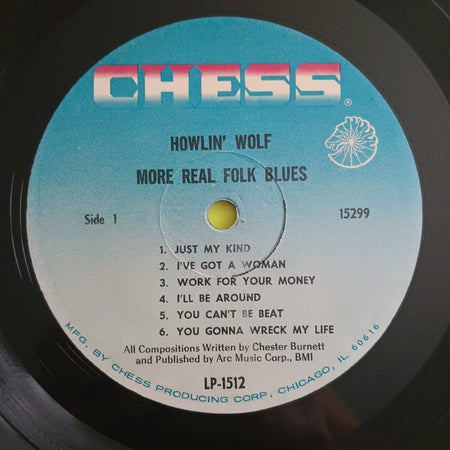 CHESS
®
HOWLIN' WOLF
MORE REAL FOLK BLUES
Side 1
15299
1. JUST MY KIND
2. I'VE GOT A WOMAN
3. WORK FOR YOUR MONEY
4. I'LL BE AROUND
5. YOU CAN'T BE BEAT
6. YOU GONNA WRECK MY LIFE
All Compositions Written by Chester Burnett
and Published by Arc Music Corp., BMI
LP-1512
MFG. BY CHESS PRODUCING CORP., CHICAGO, IL. 60616